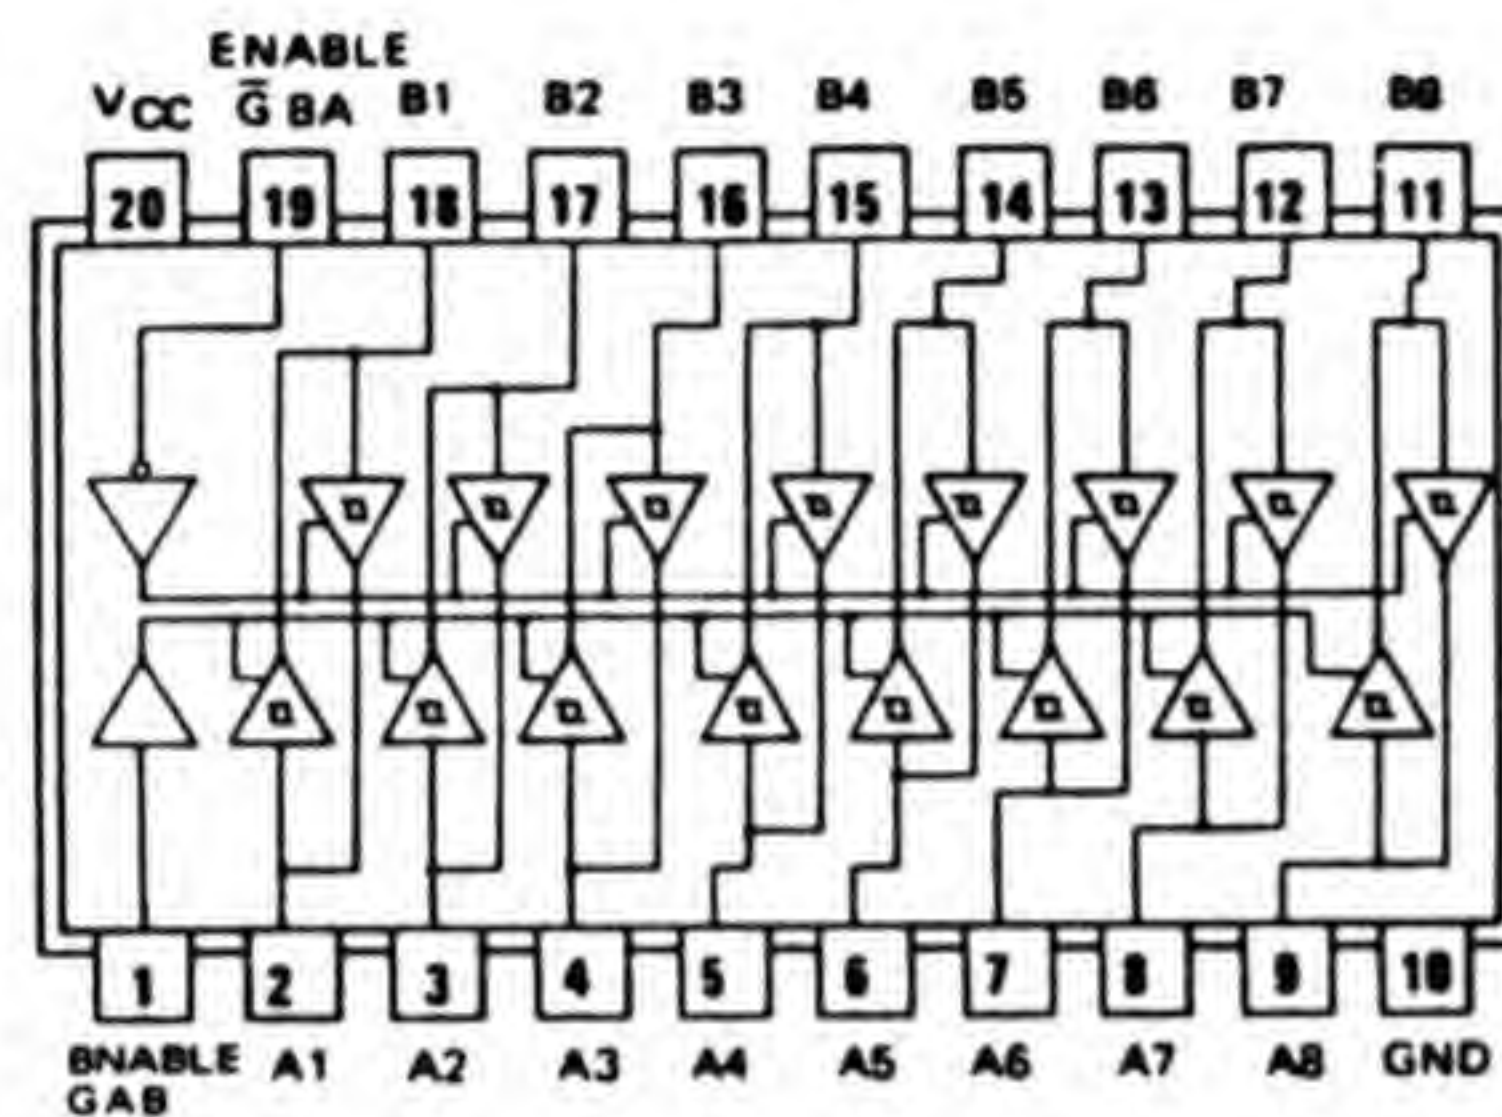 ENABLE
VCC G̅ BA B1 B2 B3 B4 B5 B6 B7 B8
20 19 18 17 16 15 14 13 12 11
1 2 3 4 5 6 7 8 9 10
BNABLE A1 A2 A3 A4 A5 A6 A7 A8 GND
GAB